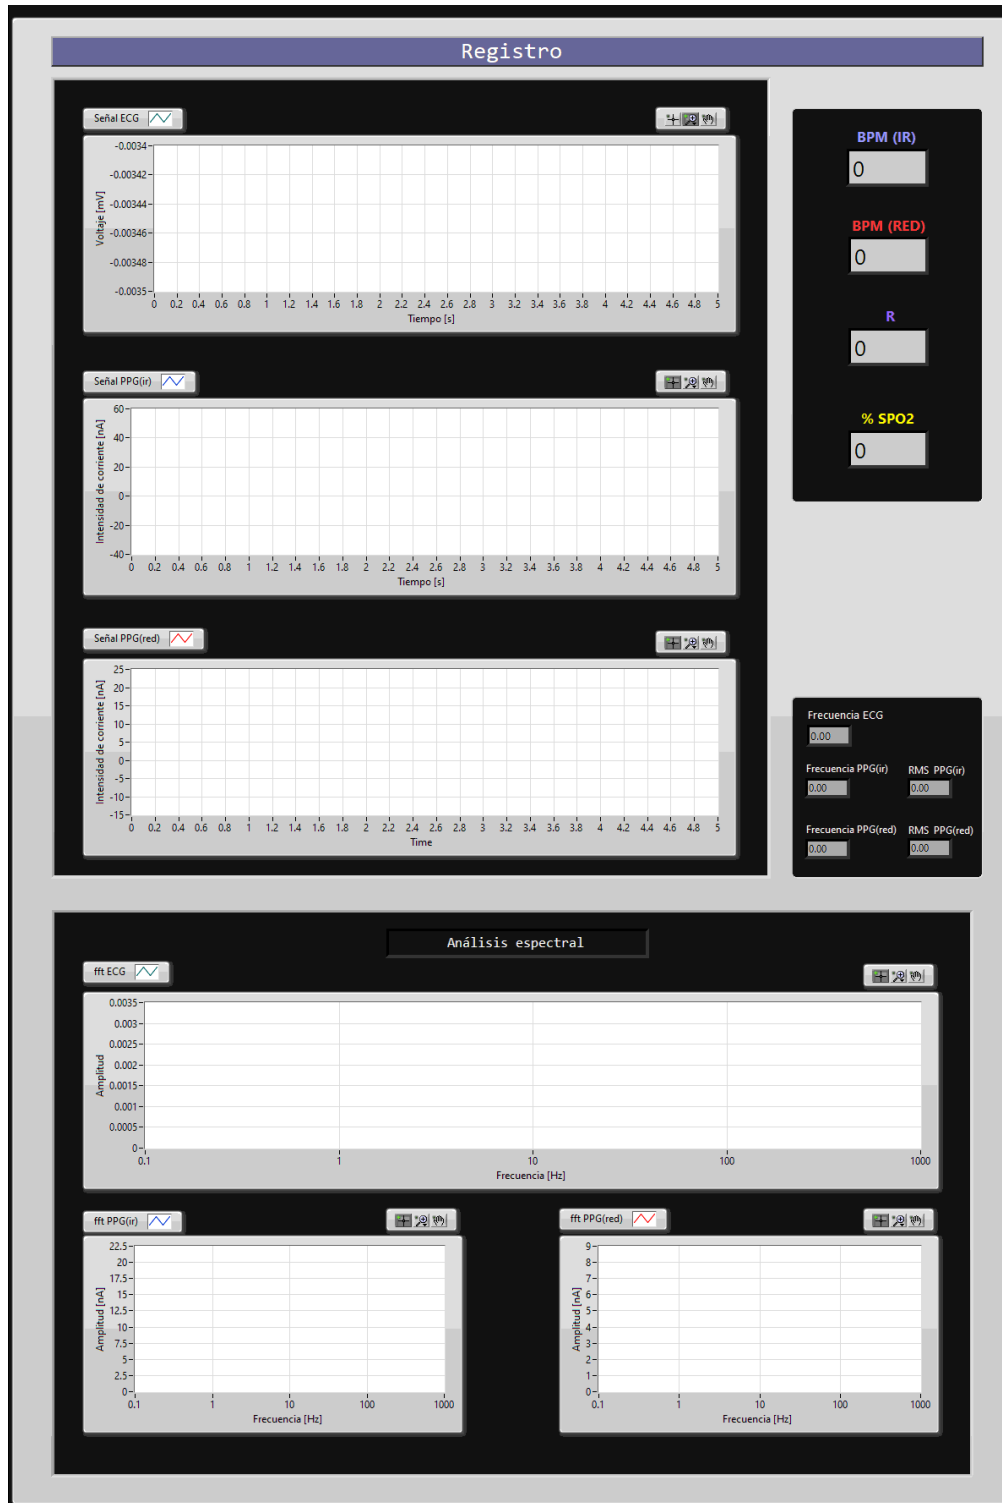 Registro
Señal ECG
-0.0034
-0.00342
-0.00344
-0.00346
-0.00348
-0.0035
Voltaje [mV]
0 0.2 0.4 0.6 0.8 1 1.2 1.4 1.6 1.8 2 2.2 2.4 2.6 2.8 3 3.2 3.4 3.6 3.8 4 4.2 4.4 4.6 4.8 5
Tiempo [s]
Señal PPG(ir)
60
40
20
0
-20
-40
Intensidad de corriente [nA]
0 0.2 0.4 0.6 0.8 1 1.2 1.4 1.6 1.8 2 2.2 2.4 2.6 2.8 3 3.2 3.4 3.6 3.8 4 4.2 4.4 4.6 4.8 5
Tiempo [s]
Señal PPG(red)
25
20
15
10
5
0
-5
-10
-15
Intensidad de corriente [nA]
0 0.2 0.4 0.6 0.8 1 1.2 1.4 1.6 1.8 2 2.2 2.4 2.6 2.8 3 3.2 3.4 3.6 3.8 4 4.2 4.4 4.6 4.8 5
Time
BPM (IR)
0
BPM (RED)
0
R
0
% SPO2
0
Frecuencia ECG
0.00
Frecuencia PPG(ir) RMS PPG(ir)
0.00 0.00
Frecuencia PPG(red) RMS PPG(red)
0.00 0.00
Análisis espectral
fft ECG
0.0035
0.003
0.0025
0.002
0.0015
0.001
0.0005
0
Amplitud
0.1 1 10 100 1000
Frecuencia [Hz]
fft PPG(ir)
22.5
20
17.5
15
12.5
10
7.5
5
2.5
0
Amplitud [nA]
0.1 1 10 100 1000
Frecuencia [Hz]
fft PPG(red)
9
8
7
6
5
4
3
2
1
0
Amplitud [nA]
0.1 1 10 100 1000
Frecuencia [Hz]